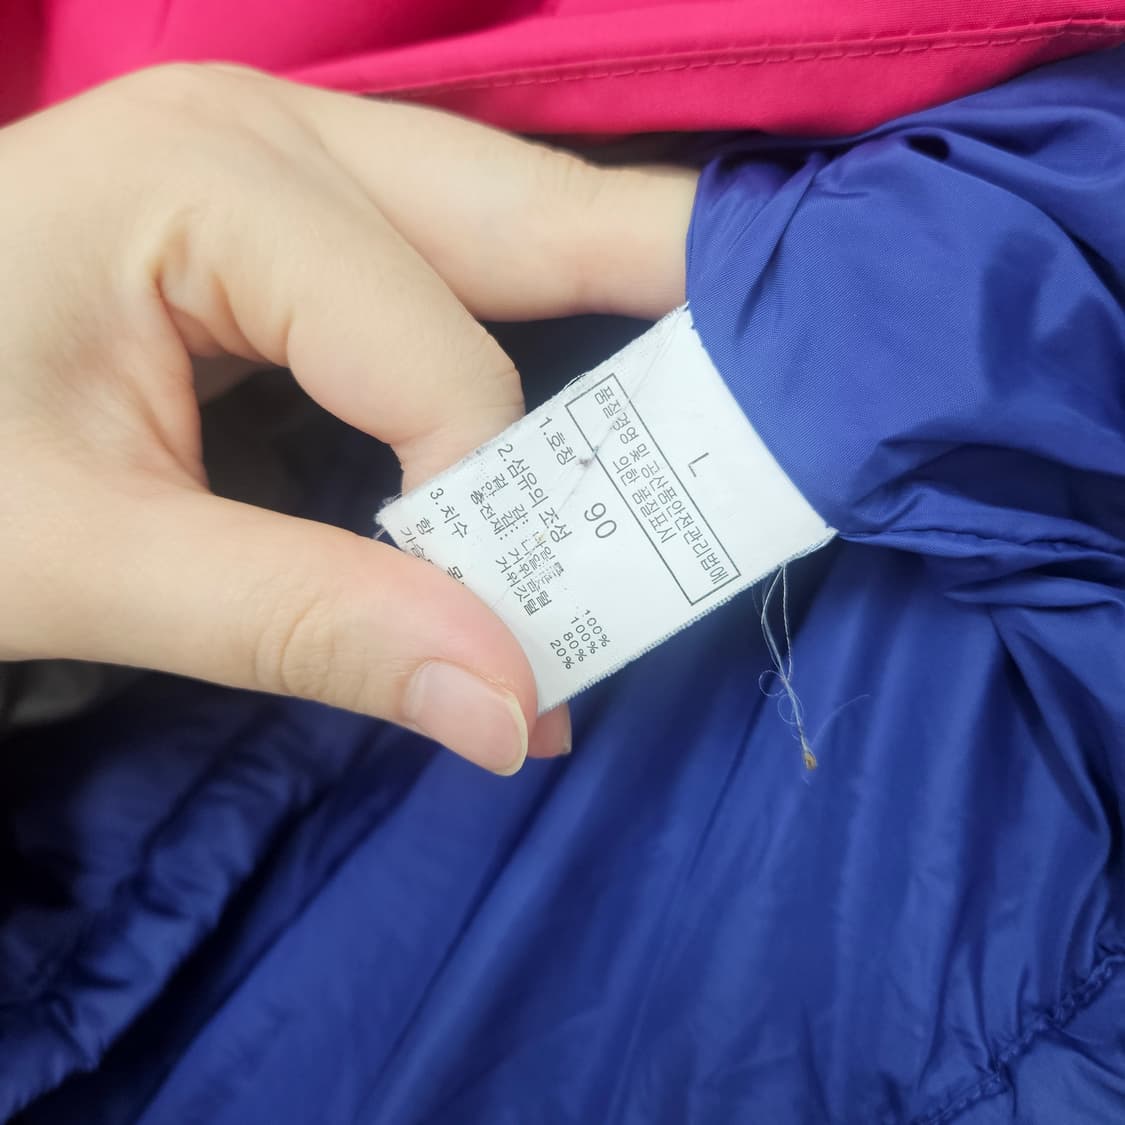 L
품질경영 및 공산품안전관리법에
의한 품질표시
1.호칭 90
2.섬유의 조성
겉 감: 나일론 100%
안 감: 나일론 100%
충전재: 거위솜털 80%
거위깃털 20%
3.치수